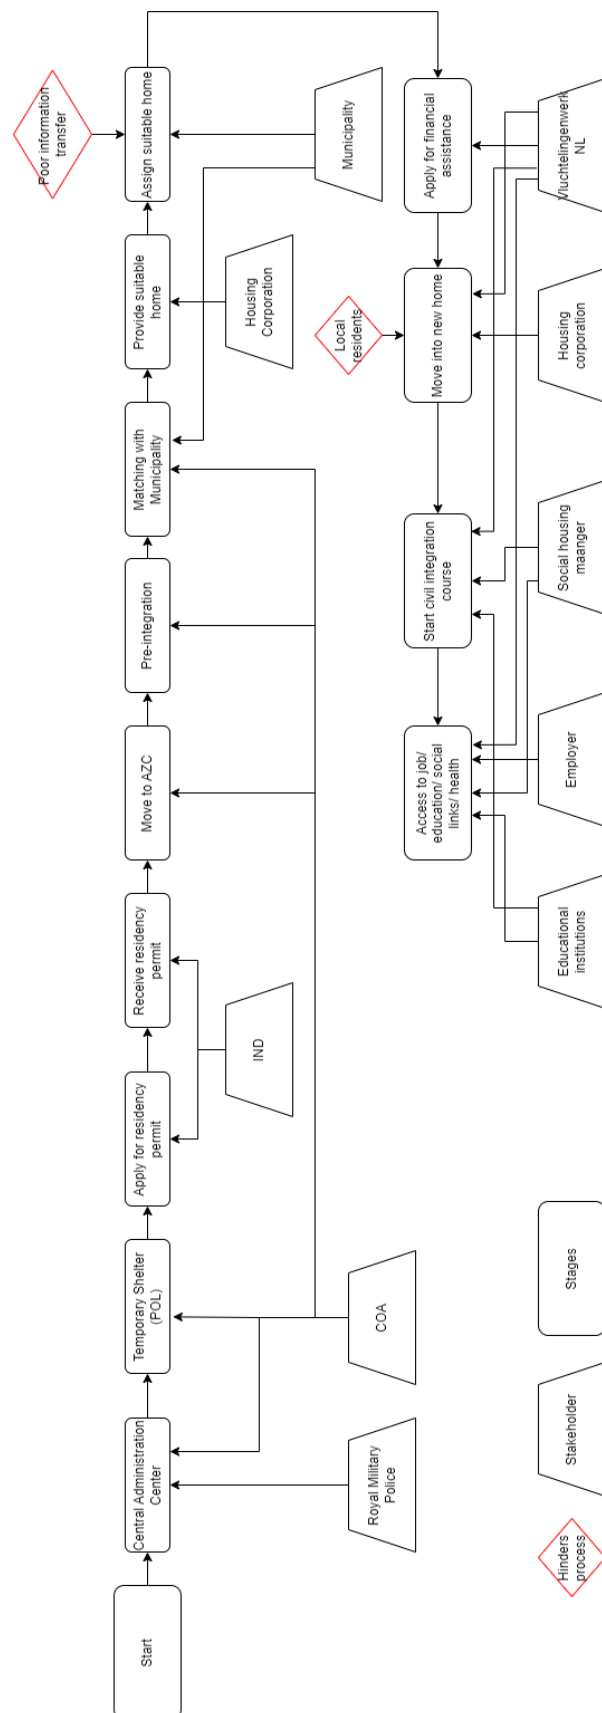 Start
Central Administration
Center
Temporary Shelter
(POL)
Apply for residency
permit
Receive residency
permit
Move to AZC
Pre-integration
Matching with
Municipality
Provide suitable
home
Assign suitable home
Poor information
transfer
Royal Military
Police
COA
IND
Housing
Corporation
Municipality
Access to job/
education/ social
links/ health
Start civil integration
course
Move into new home
Apply for financial
assistance
Local
residents
Educational
institutions
Employer
Social housing
maanger
Housing
corporation
Vluchtelingenwerk
NL
Hinders
process
Stakeholder
Stages